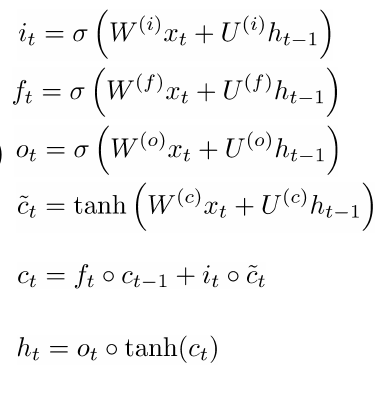 i_t = σ ( W^{(i)} x_t + U^{(i)} h_{t−1} )
f_t = σ ( W^{(f)} x_t + U^{(f)} h_{t−1} )
) o_t = σ ( W^{(o)} x_t + U^{(o)} h_{t−1} )
c̃_t = tanh ( W^{(c)} x_t + U^{(c)} h_{t−1} )
c_t = f_t ∘ c_{t−1} + i_t ∘ c̃_t
h_t = o_t ∘ tanh(c_t)